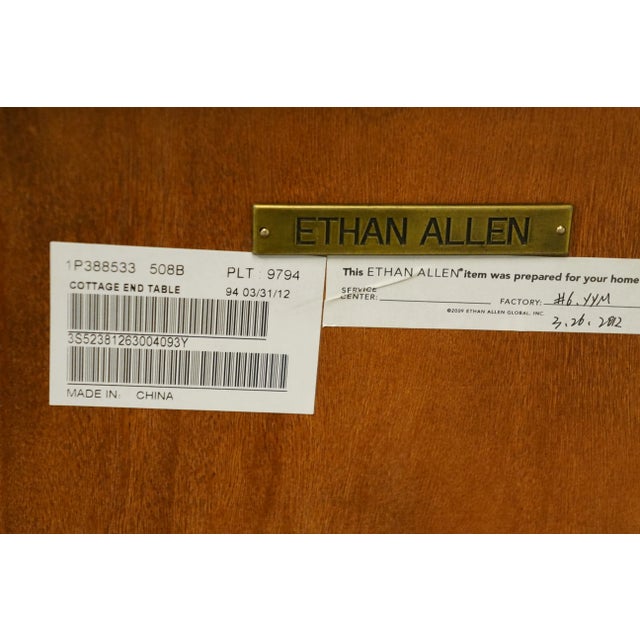 ETHAN ALLEN
1P388533 508B PLT : 9794
COTTAGE END TABLE 94 03/31/12
3S52381263004093Y
MADE IN: CHINA
This ETHAN ALLEN® item was prepared for your home
SERVICE
CENTER: FACTORY: #6. YYM
©2009 ETHAN ALLEN GLOBAL, INC.
3.26.2012